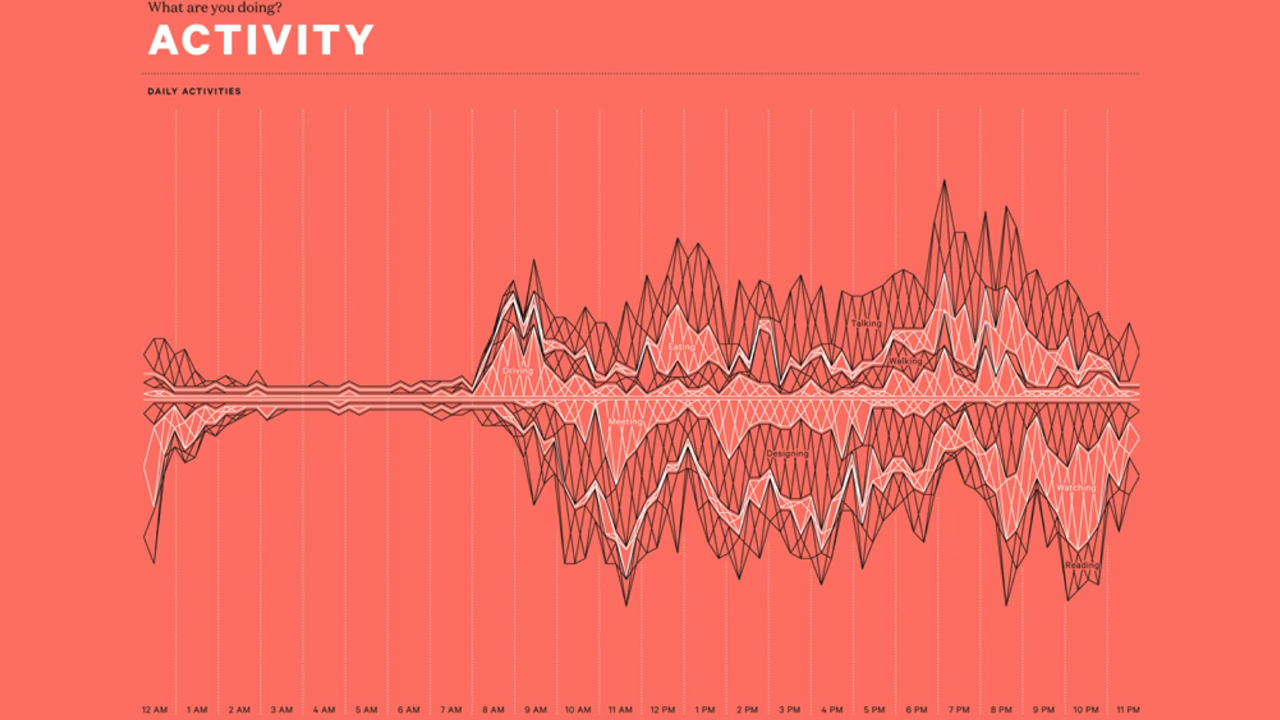 What are you doing?
ACTIVITY
DAILY ACTIVITIES
Talking
Eating
Walking
Driving
Meeting
Designing
Watching
Reading
12 AM 1 AM 2 AM 3 AM 4 AM 5 AM 6 AM 7 AM 8 AM 9 AM 10 AM 11 AM 12 PM 1 PM 2 PM 3 PM 4 PM 5 PM 6 PM 7 PM 8 PM 9 PM 10 PM 11 PM